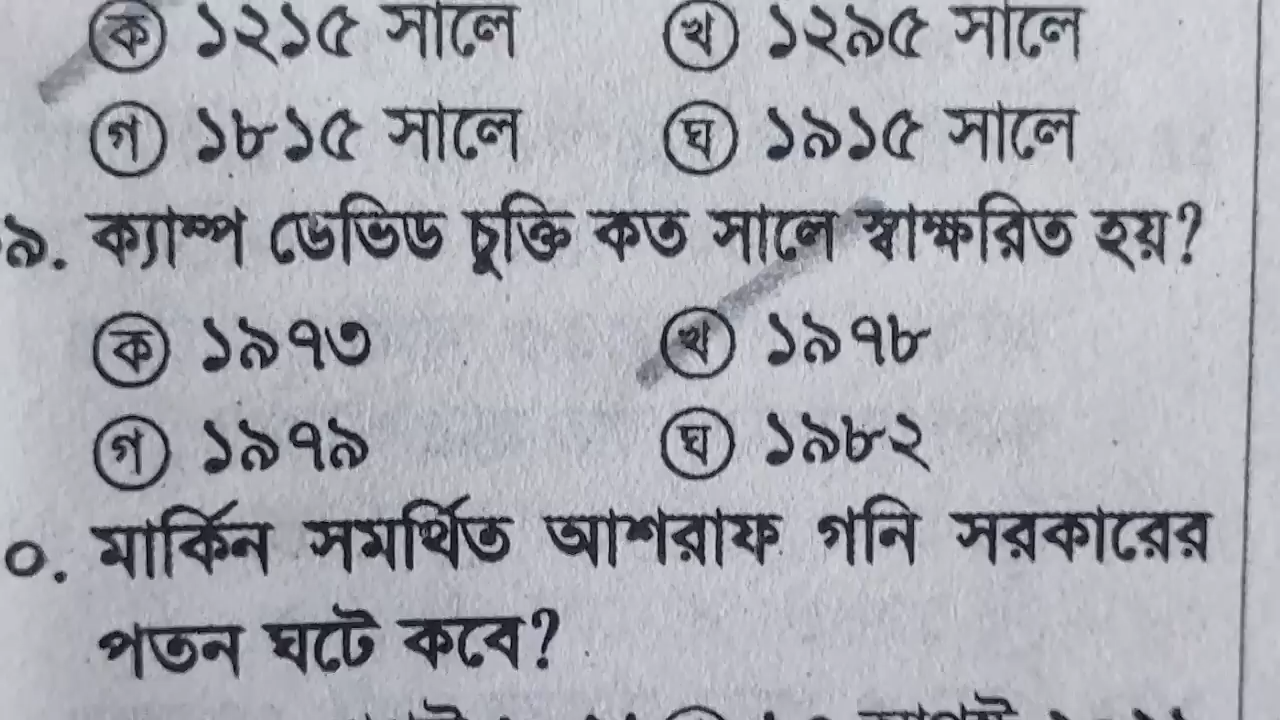 ক ১২১৫ সালে খ ১২৯৫ সালে
গ ১৮১৫ সালে ঘ ১৯১৫ সালে
৯. ক্যাম্প ডেভিড চুক্তি কত সালে স্বাক্ষরিত হয়?
ক ১৯৭৩ খ ১৯৭৮
গ ১৯৭৯ ঘ ১৯৮২
০. মার্কিন সমর্থিত আশরাফ গনি সরকারের
পতন ঘটে কবে?